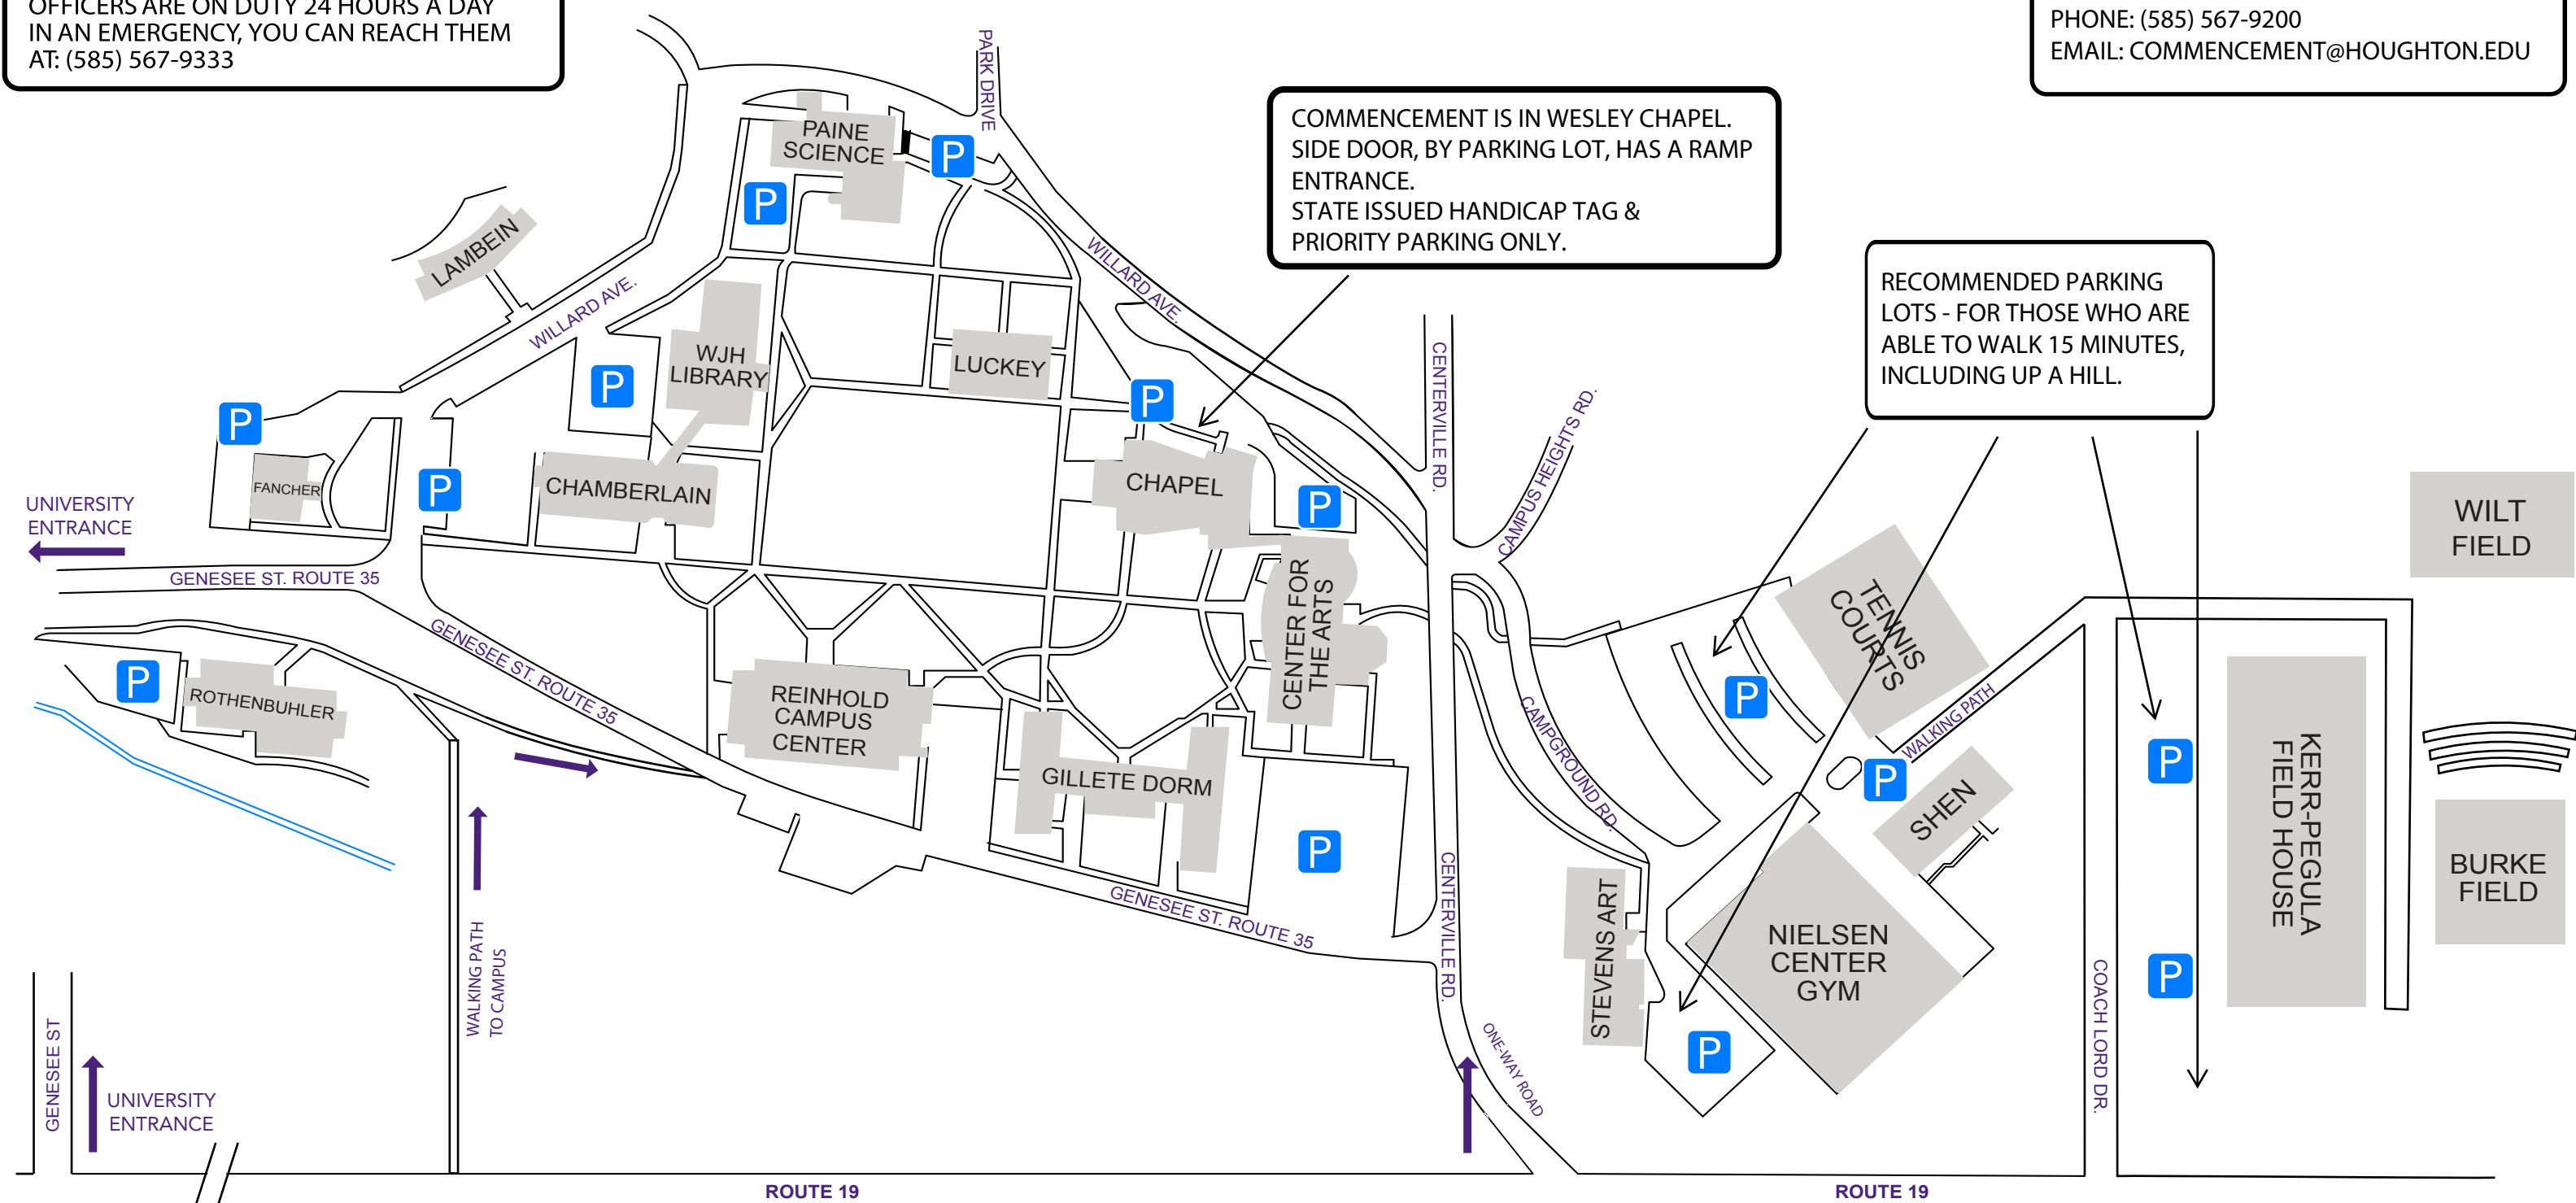 OFFICERS ARE ON DUTY 24 HOURS A DAY
IN AN EMERGENCY, YOU CAN REACH THEM
AT: (585) 567-9333
PHONE: (585) 567-9200
EMAIL: COMMENCEMENT@HOUGHTON.EDU
PARK DRIVE
COMMENCEMENT IS IN WESLEY CHAPEL.
SIDE DOOR, BY PARKING LOT, HAS A RAMP
ENTRANCE.
STATE ISSUED HANDICAP TAG &
PRIORITY PARKING ONLY.
PAINE
SCIENCE
P
P
LAMBEIN
WILLARD AVE.
WILLARD AVE.
RECOMMENDED PARKING
LOTS - FOR THOSE WHO ARE
ABLE TO WALK 15 MINUTES,
INCLUDING UP A HILL.
WJH
LIBRARY
LUCKEY
P
P
P
CENTERVILLE RD.
CAMPUS HEIGHTS RD.
FANCHER
P
CHAMBERLAIN
CHAPEL
P
UNIVERSITY
ENTRANCE
WILT
FIELD
GENESEE ST. ROUTE 35
GENESEE ST. ROUTE 35
CENTER FOR
THE ARTS
TENNIS
COURTS
P
ROTHENBUHLER
REINHOLD
CAMPUS
CENTER
P
WALKING PATH
CAMPGROUND RD.
GILLETE DORM
P
SHEN
P
KERR-PEGULA
FIELD HOUSE
P
BURKE
FIELD
GENESEE ST. ROUTE 35
CENTERVILLE RD.
STEVENS ART
NIELSEN
CENTER
GYM
WALKING PATH
TO CAMPUS
P
COACH LORD DR.
P
ONE-WAY ROAD
GENESEE ST
UNIVERSITY
ENTRANCE
ROUTE 19
ROUTE 19